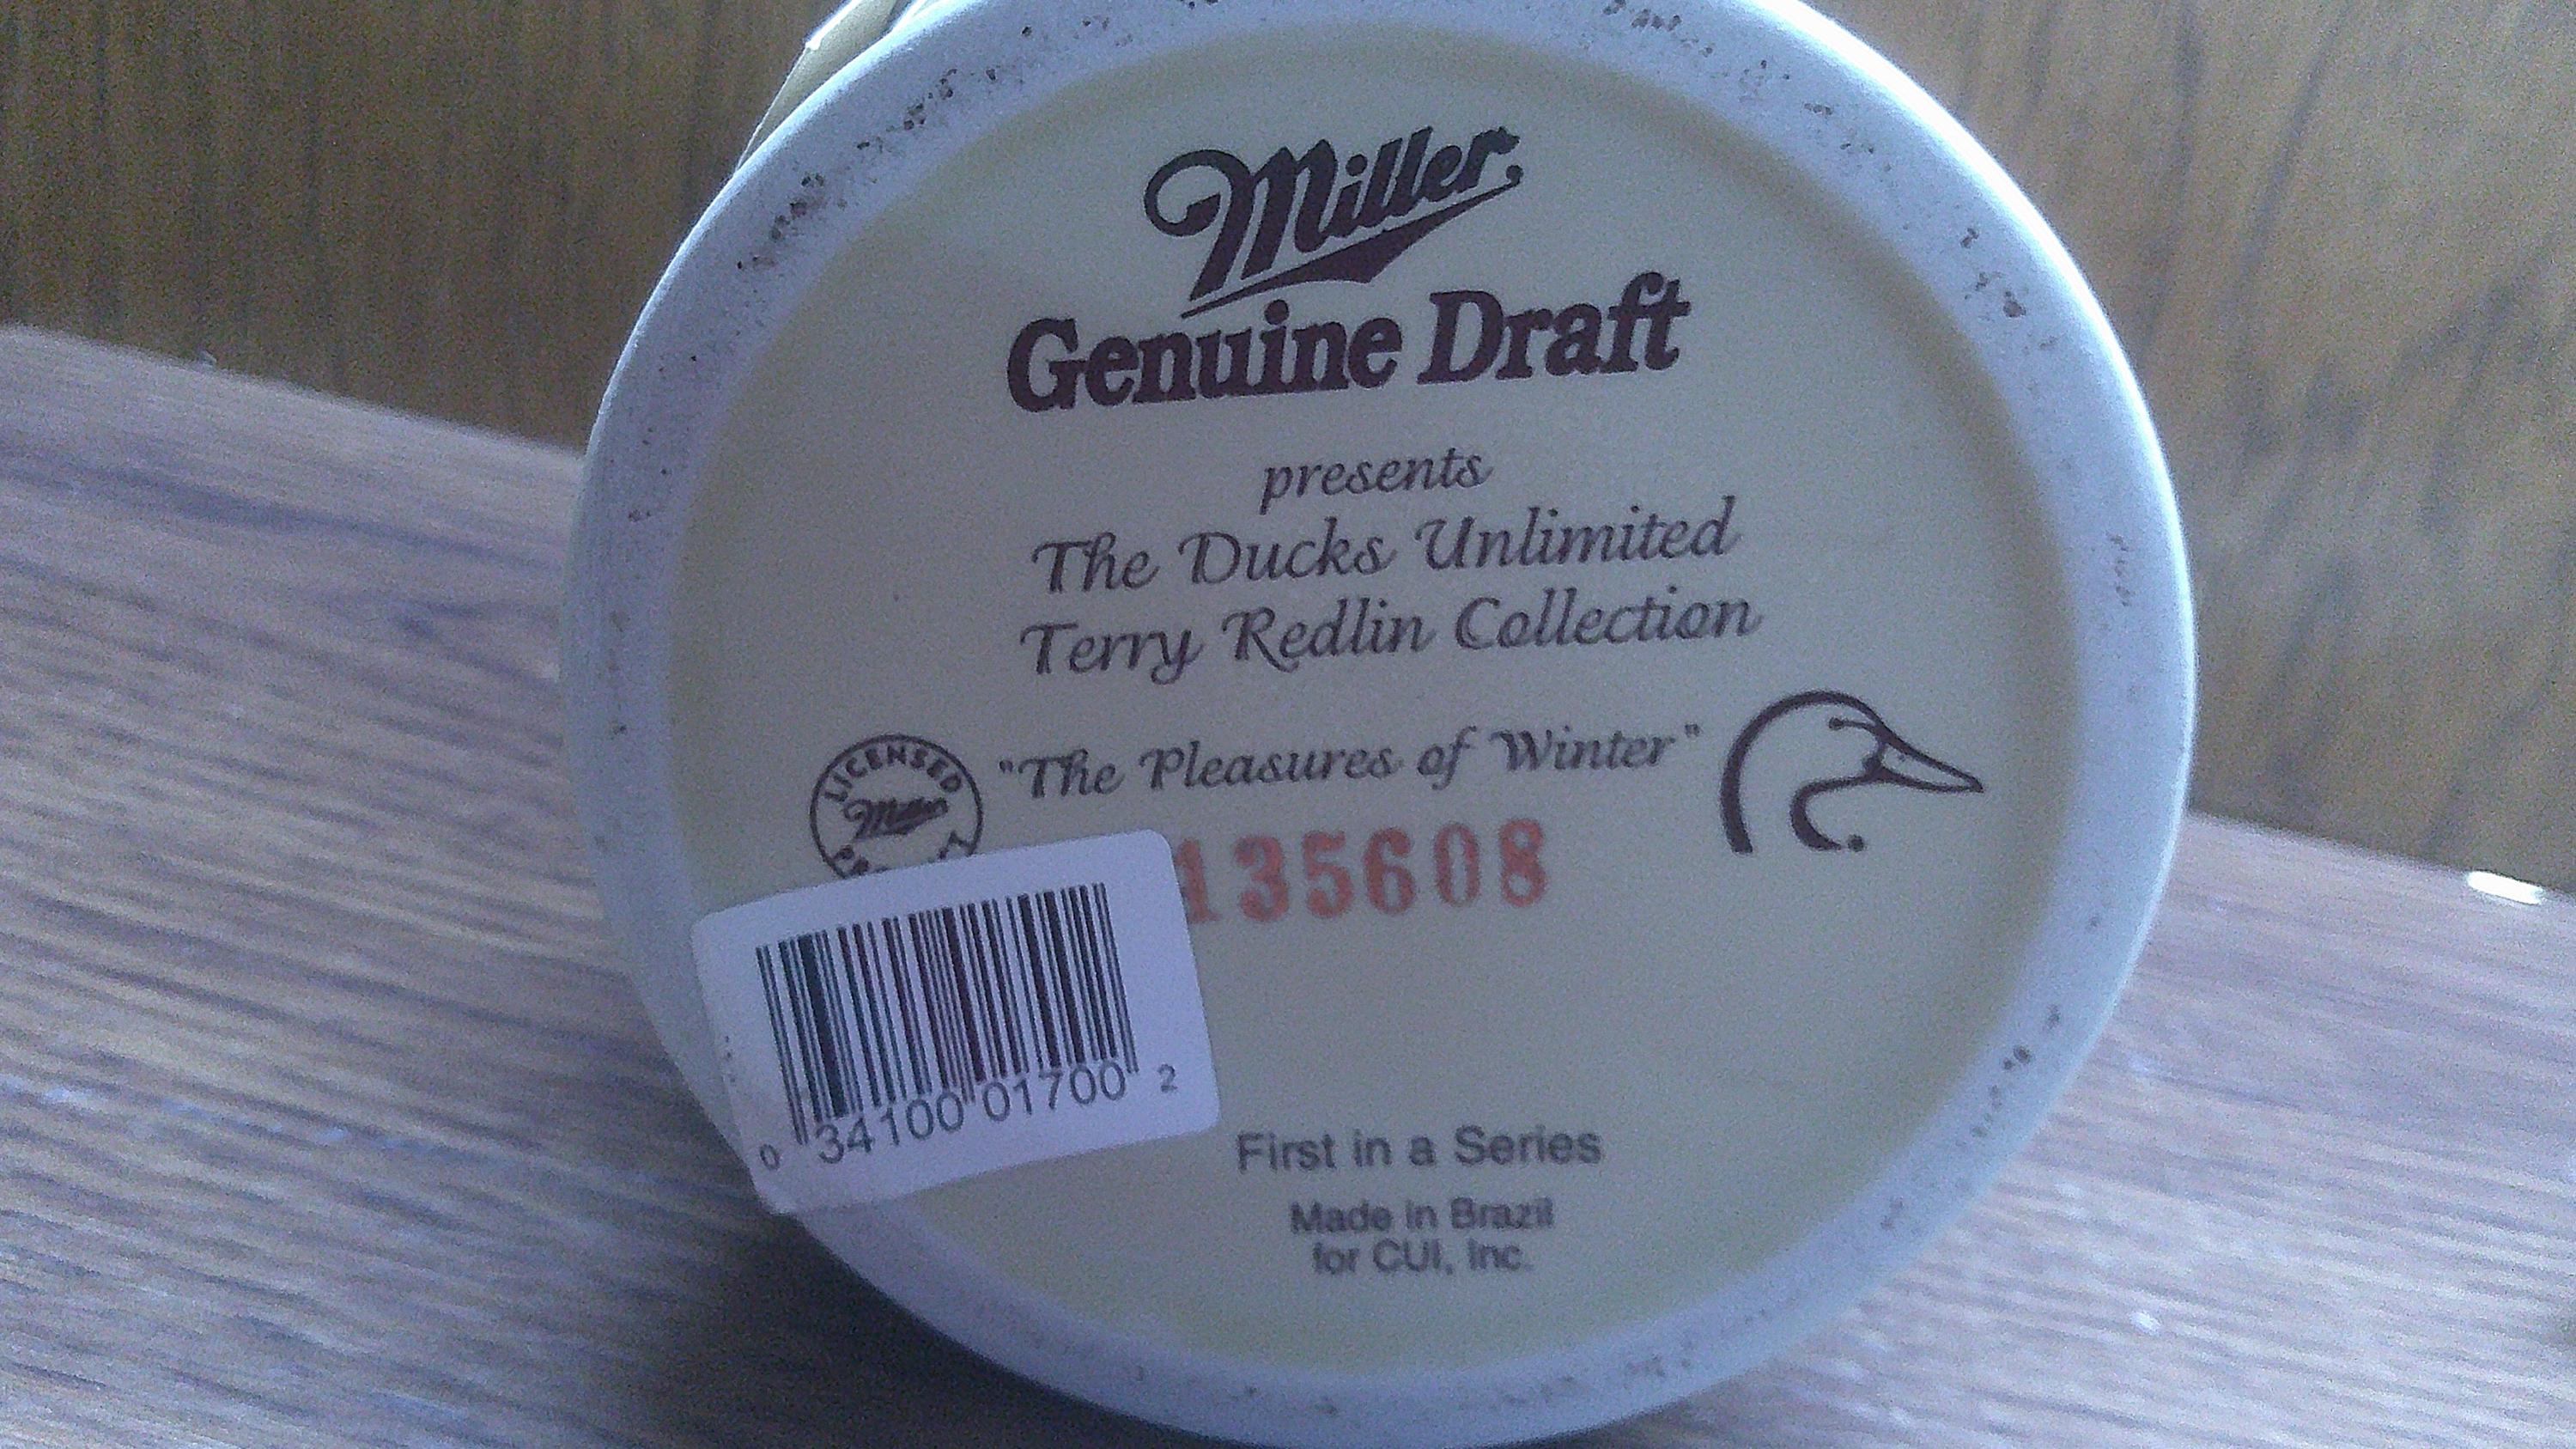 Miller
Genuine Draft
presents
The Ducks Unlimited
Terry Redlin Collection
"The Pleasures of Winter"
LICENSED
Miller
135608
0 34100 01700 2
First in a Series
Made in Brazil
for CUI, Inc.